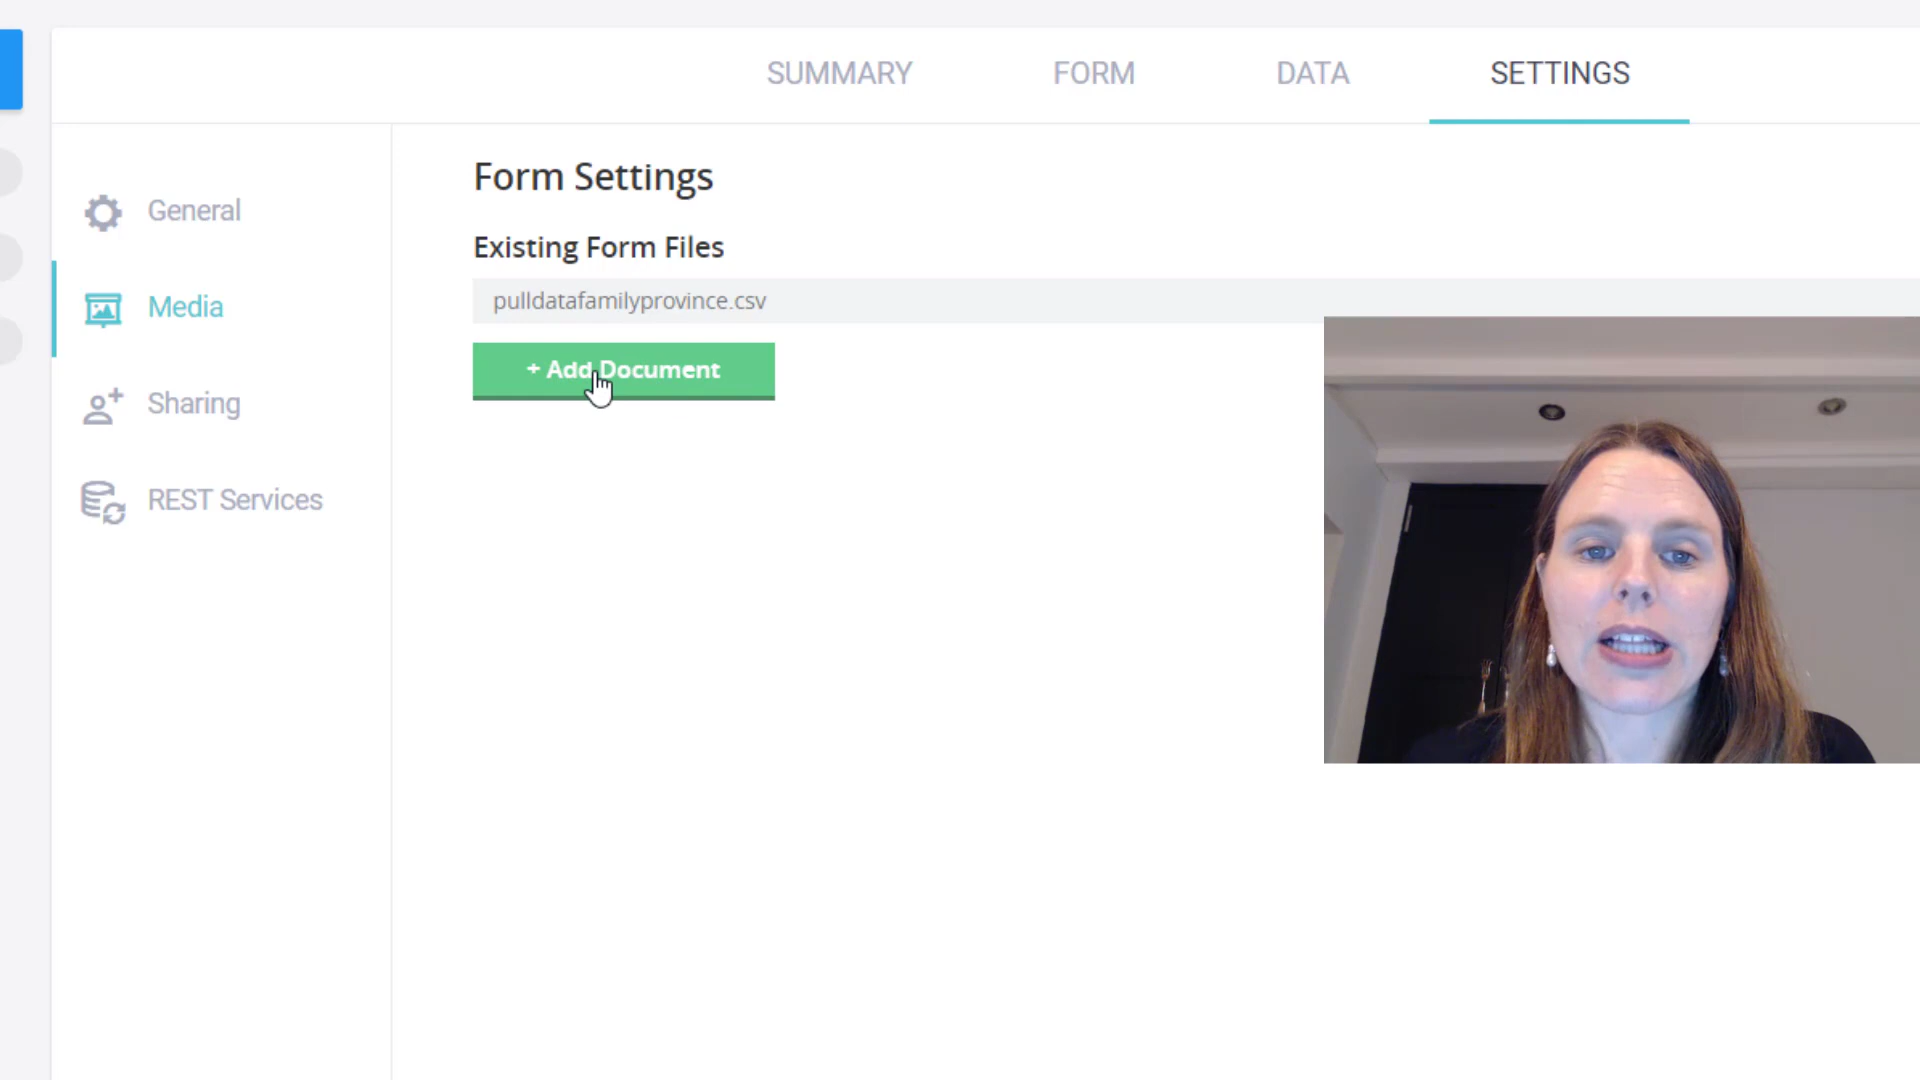 SUMMARY FORM DATA SETTINGS
General
Media
Sharing
REST Services
Form Settings
Existing Form Files
pulldatafamilyprovince.csv
+ Add Document